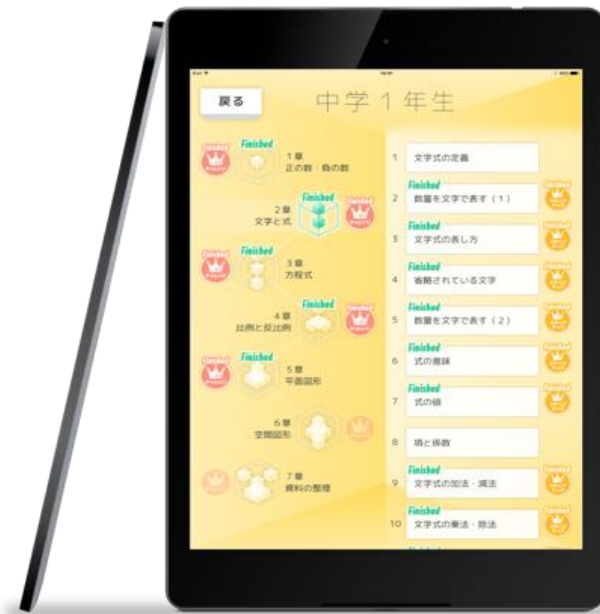 戻る
中学1年生
Finished
1章
正の数・負の数
Finished
2章
文字と式
Finished
3章
方程式
Finished
4章
比例と反比例
Finished
5章
平面図形
6章
空間図形
7章
資料の整理
1 文字式の定義
Finished
2 数量を文字で表す(1)
Finished
3 文字式の表し方
Finished
4 省略されている文字
Finished
5 数量を文字で表す(2)
Finished
6 式の意味
Finished
7 式の値
8 項と係数
Finished
9 文字式の加法・減法
Finished
10 文字式の乗法・除法